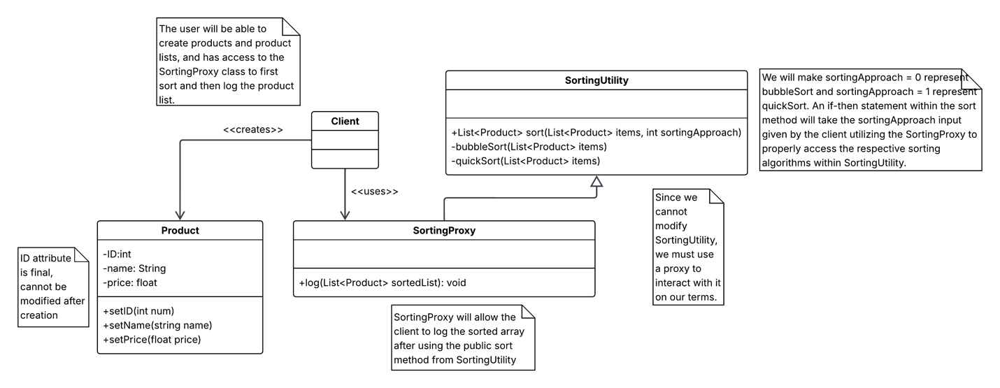 The user will be able to
create products and product
lists, and has access to the
SortingProxy class to first
sort and then log the product
list.
SortingUtility
+List<Product> sort(List<Product> items, int sortingApproach)
-bubbleSort(List<Product> items)
-quickSort(List<Product> items)
We will make sortingApproach = 0 represent
bubbleSort and sortingApproach = 1 represent
quickSort. An if-then statement within the sort
method will take the sortingApproach input
given by the client utilizing the SortingProxy to
properly access the respective sorting
algorithms within SortingUtility.
Client
<<creates>>
<<uses>>
Since we
cannot
modify
SortingUtility,
we must use
a proxy to
interact with it
on our terms.
ID attribute
is final,
cannot be
modified after
creation
Product
-ID:int
-name: String
-price: float
+setID(int num)
+setName(string name)
+setPrice(float price)
SortingProxy
+log(List<Product> sortedList): void
SortingProxy will allow the
client to log the sorted array
after using the public sort
method from SortingUtility